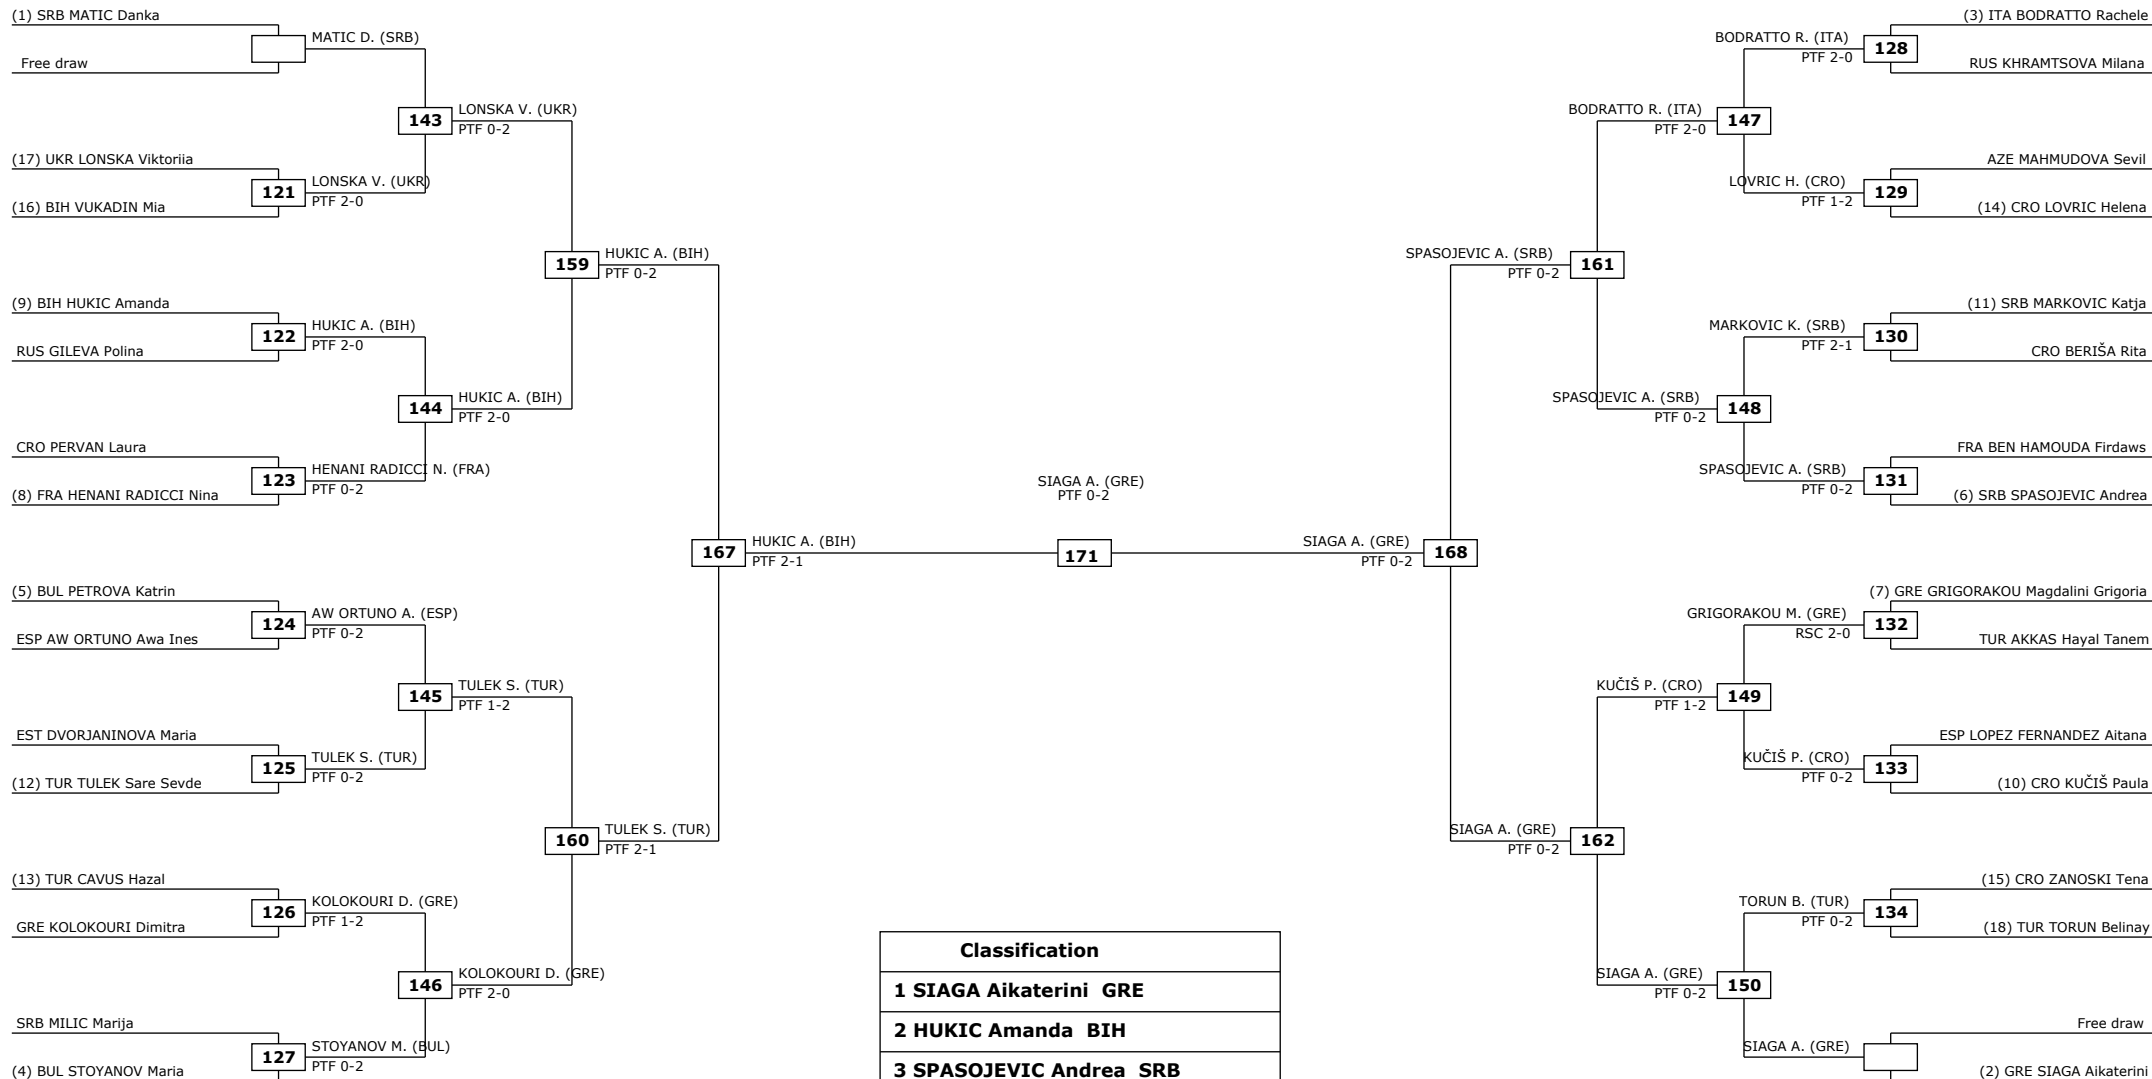 (1) SRB MATIC Danka
MATIC D. (SRB)
Free draw
143
LONSKA V. (UKR)
PTF 0-2
(17) UKR LONSKA Viktoriia
121
LONSKA V. (UKR)
PTF 2-0
(16) BIH VUKADIN Mia
159
HUKIC A. (BIH)
PTF 0-2
(9) BIH HUKIC Amanda
122
HUKIC A. (BIH)
PTF 2-0
RUS GILEVA Polina
144
HUKIC A. (BIH)
PTF 2-0
CRO PERVAN Laura
123
HENANI RADICCI N. (FRA)
PTF 0-2
(8) FRA HENANI RADICCI Nina
167
HUKIC A. (BIH)
PTF 2-1
(5) BUL PETROVA Katrin
124
AW ORTUNO A. (ESP)
PTF 0-2
ESP AW ORTUNO Awa Ines
145
TULEK S. (TUR)
PTF 1-2
EST DVORJANINOVA Maria
125
TULEK S. (TUR)
PTF 0-2
(12) TUR TULEK Sare Sevde
160
TULEK S. (TUR)
PTF 2-1
(13) TUR CAVUS Hazal
126
KOLOKOURI D. (GRE)
PTF 1-2
GRE KOLOKOURI Dimitra
146
KOLOKOURI D. (GRE)
PTF 2-0
SRB MILIC Marija
127
STOYANOV M. (BUL)
PTF 0-2
(4) BUL STOYANOV Maria
SIAGA A. (GRE)
PTF 0-2
171
(3) ITA BODRATTO Rachele
BODRATTO R. (ITA)
PTF 2-0
128
RUS KHRAMTSOVA Milana
BODRATTO R. (ITA)
PTF 2-0
147
AZE MAHMUDOVA Sevil
LOVRIC H. (CRO)
PTF 1-2
129
(14) CRO LOVRIC Helena
SPASOJEVIC A. (SRB)
PTF 0-2
161
(11) SRB MARKOVIC Katja
MARKOVIC K. (SRB)
PTF 2-1
130
CRO BERIŠA Rita
SPASOJEVIC A. (SRB)
PTF 0-2
148
FRA BEN HAMOUDA Firdaws
SPASOJEVIC A. (SRB)
PTF 0-2
131
(6) SRB SPASOJEVIC Andrea
SIAGA A. (GRE)
PTF 0-2
168
(7) GRE GRIGORAKOU Magdalini Grigoria
GRIGORAKOU M. (GRE)
RSC 2-0
132
TUR AKKAS Hayal Tanem
KUČIŠ P. (CRO)
PTF 1-2
149
ESP LOPEZ FERNANDEZ Aitana
KUČIŠ P. (CRO)
PTF 0-2
133
(10) CRO KUČIŠ Paula
SIAGA A. (GRE)
PTF 0-2
162
(15) CRO ZANOSKI Tena
TORUN B. (TUR)
PTF 0-2
134
(18) TUR TORUN Belinay
SIAGA A. (GRE)
PTF 0-2
150
Free draw
SIAGA A. (GRE)
(2) GRE SIAGA Aikaterini
Classification
1 SIAGA Aikaterini GRE
2 HUKIC Amanda BIH
3 SPASOJEVIC Andrea SRB